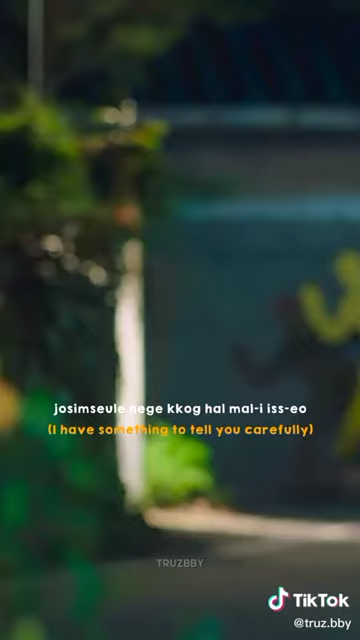 josimseule nege kkog hal mal-i iss-eo
(I have something to tell you carefully)
TRUZBBY
TikTok
@truz.bby